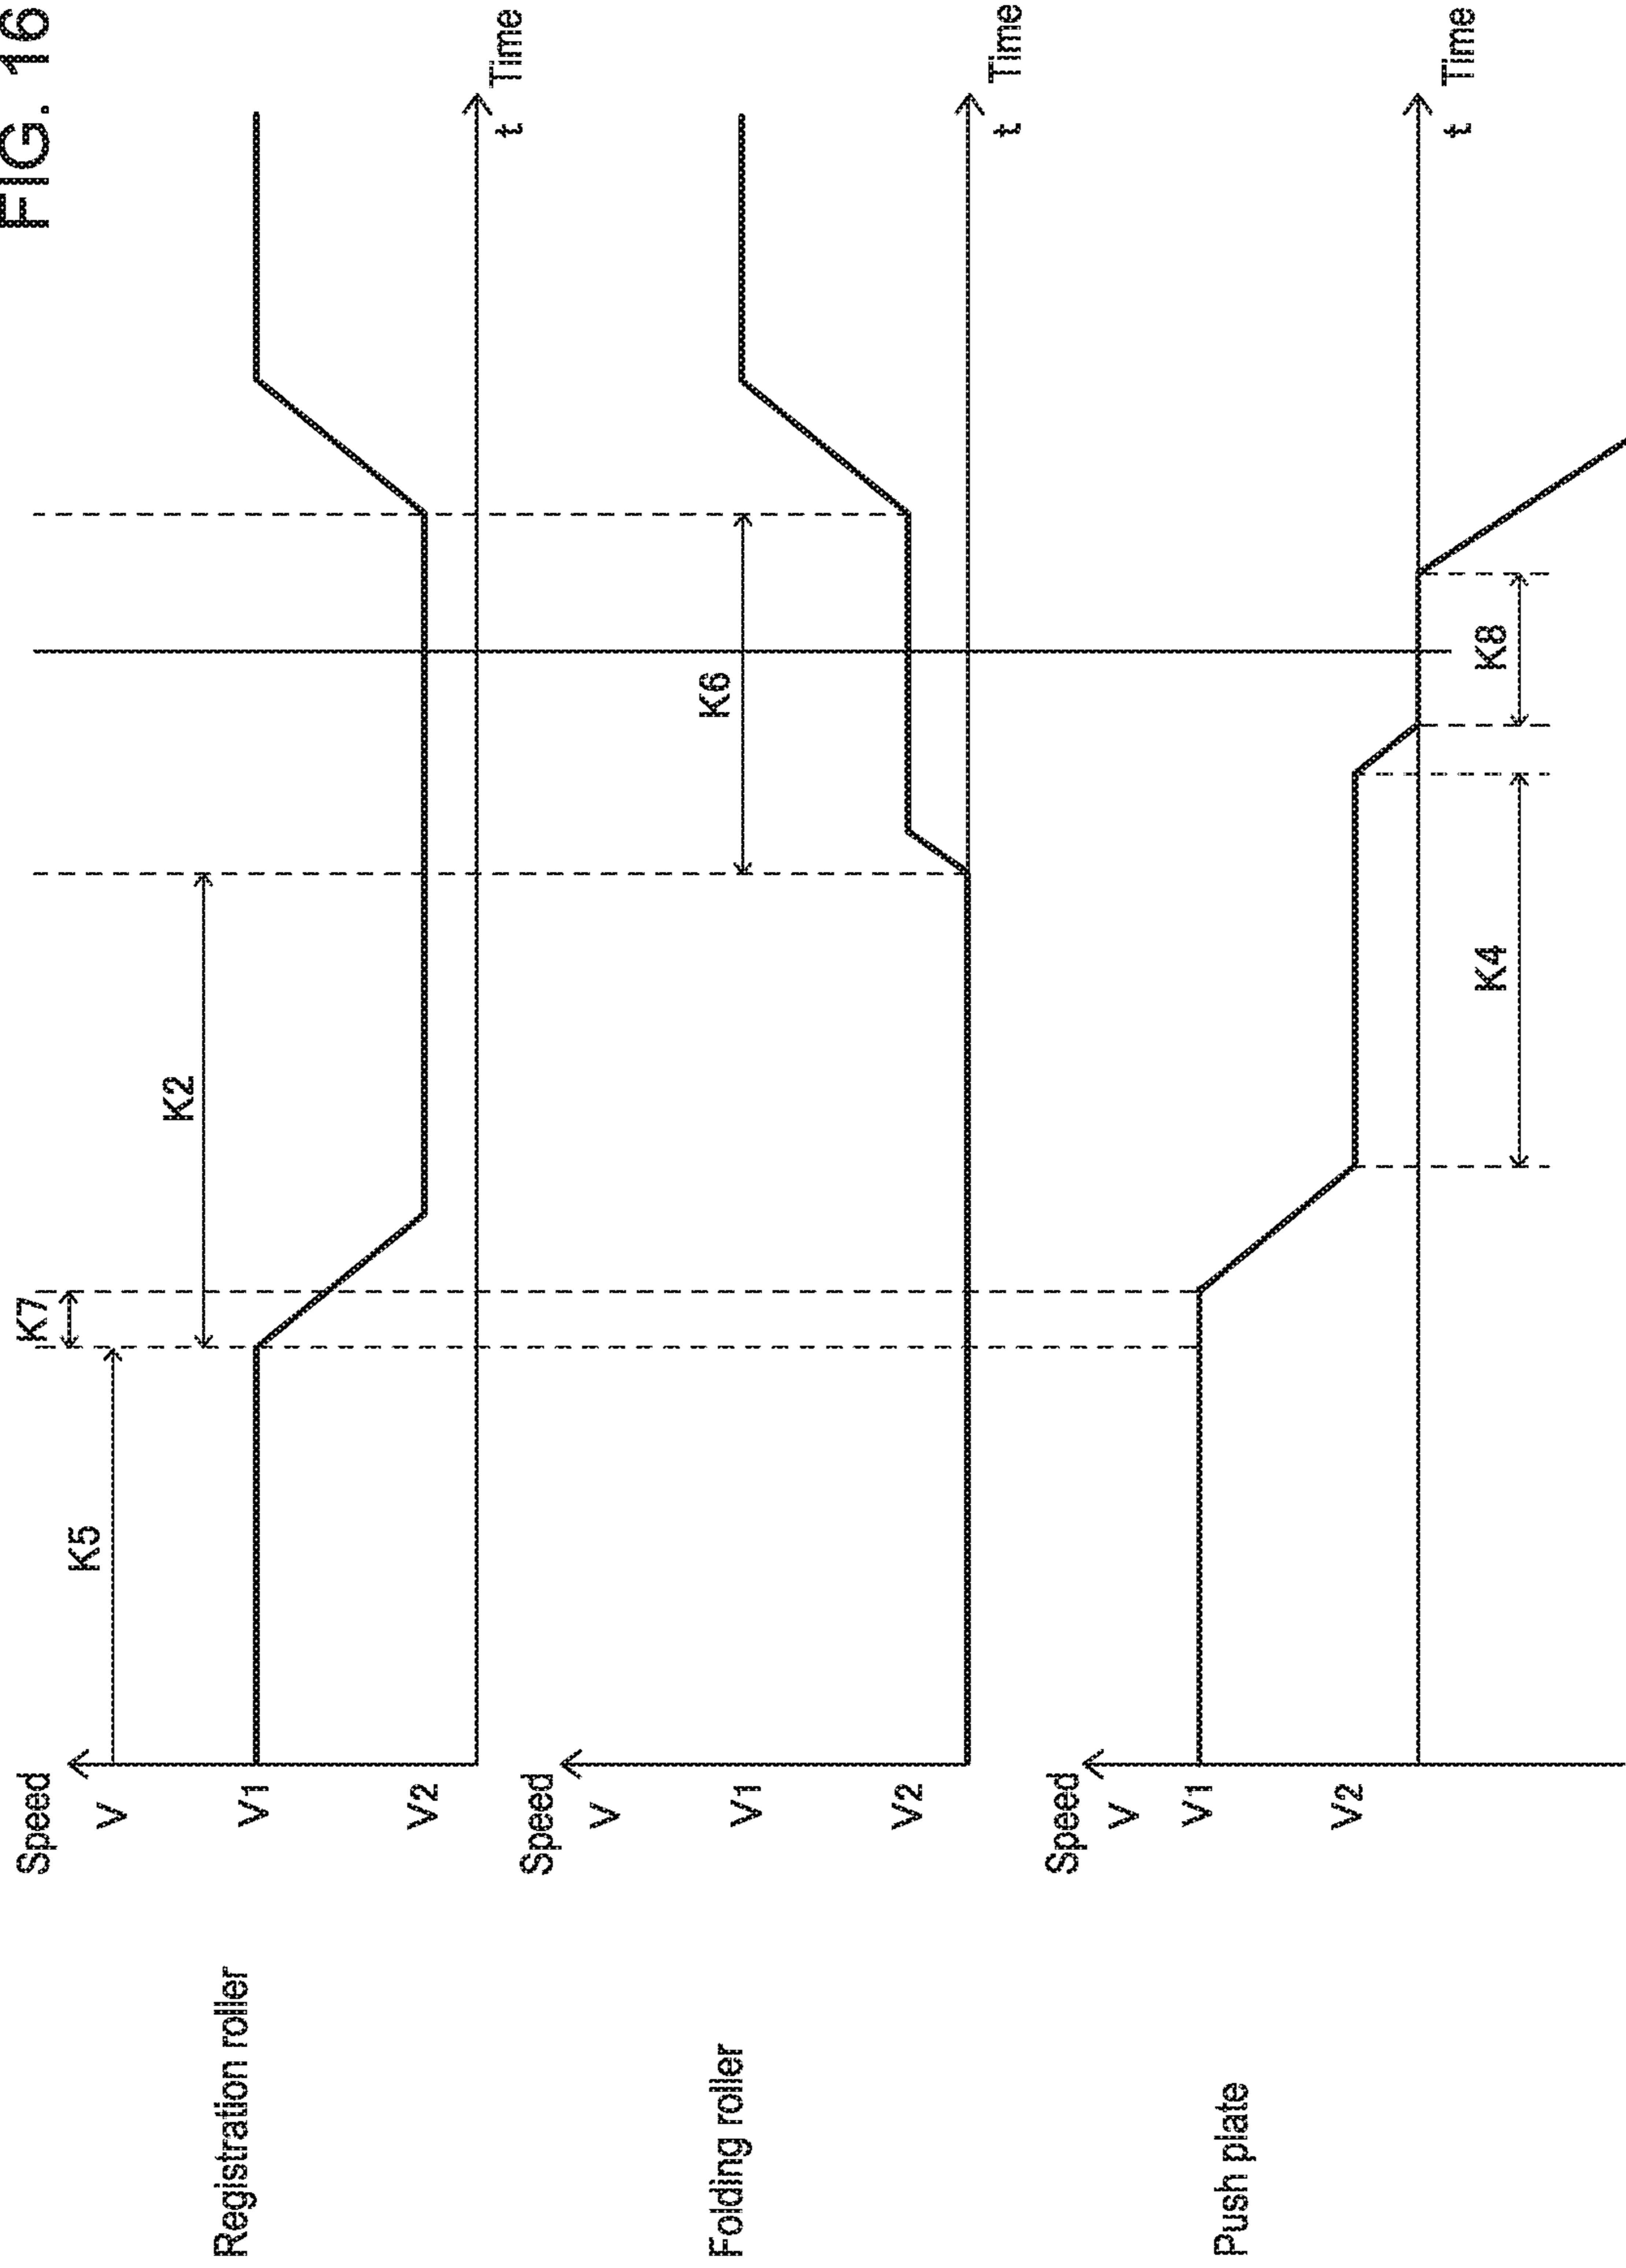 FIG. 16
Registration roller
Speed
V
V1
V2
K5
K7
K2
t
Time
Folding roller
Speed
V
V1
V2
K6
t
Time
Push plate
Speed
V
V1
V2
K4
K8
t
Time